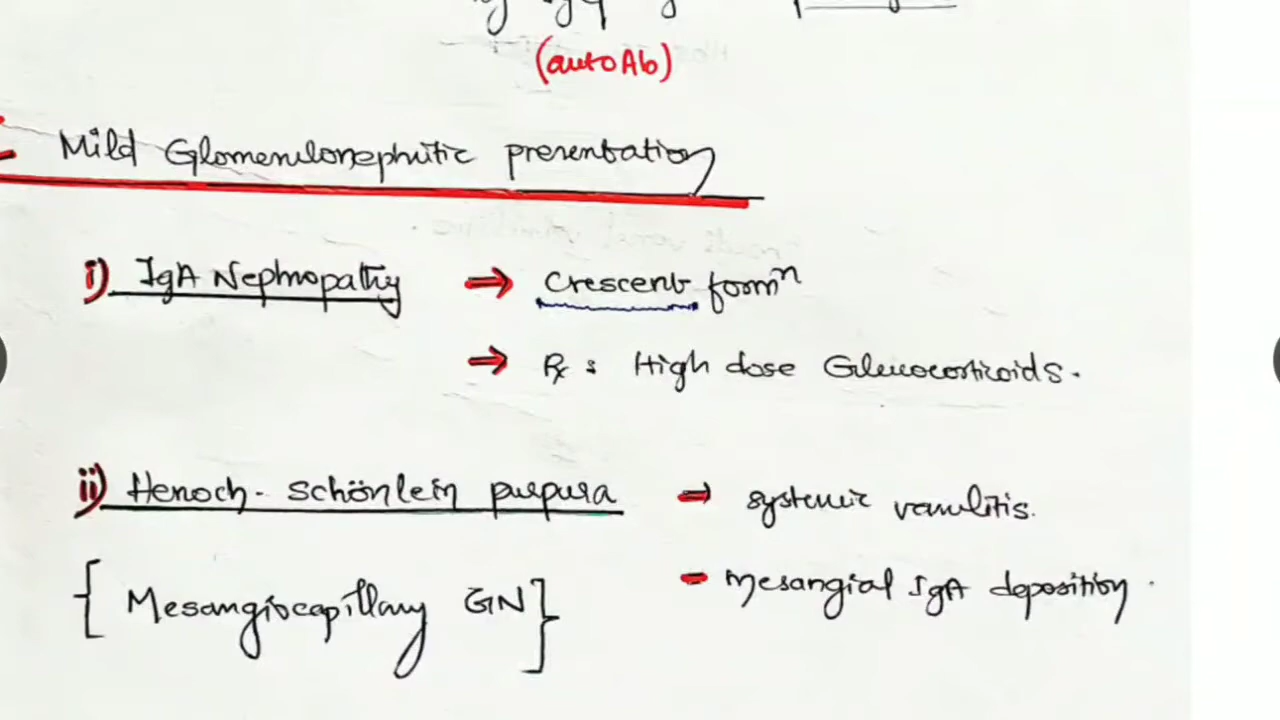 (autoAb)
Mild Glomerulonephritic presentation
i) IgA Nephropathy → Crescent formⁿ
→ Rx : High dose Glucocorticoids.
ii) Henoch - Schönlein purpura → systemic vasculitis.
{Mesangiocapillary GN} - Mesangial IgA deposition.